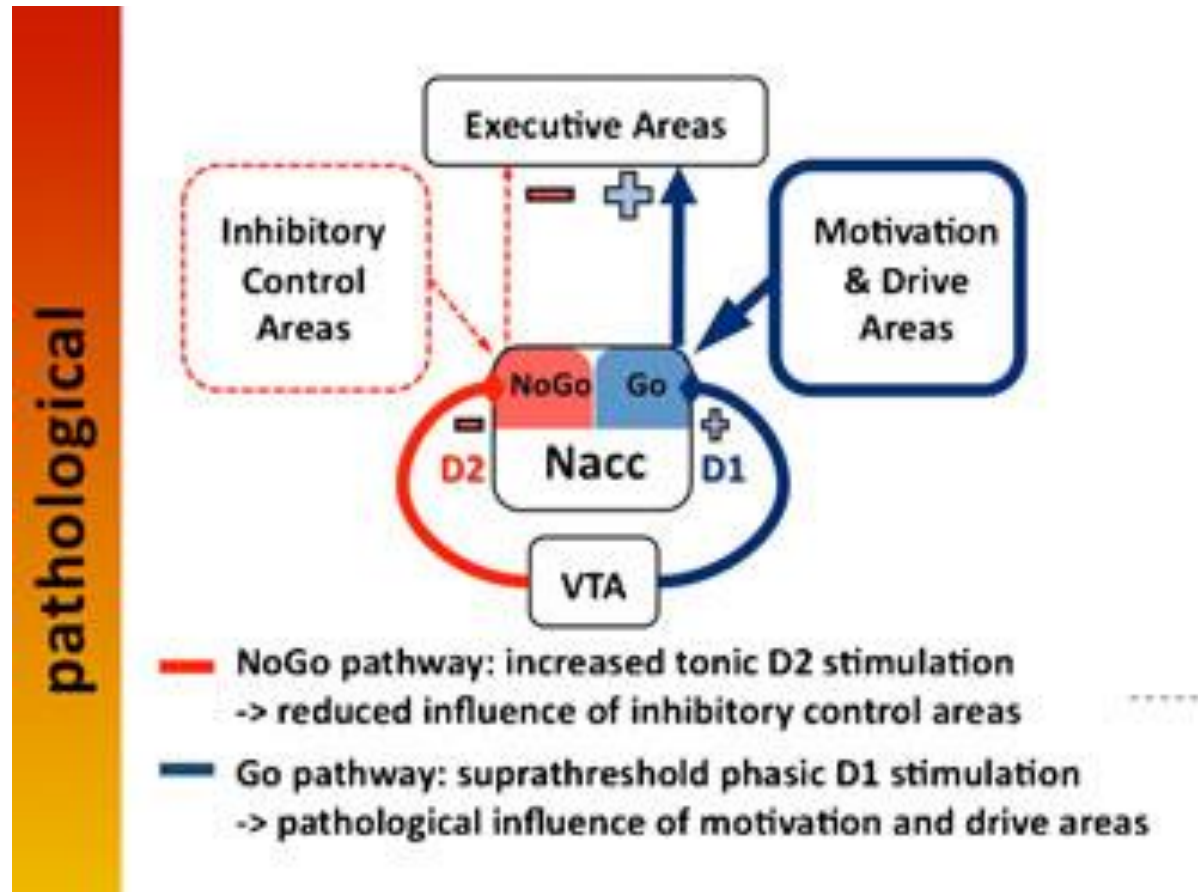 pathological
Executive Areas
− +
Inhibitory
Control
Areas
Motivation
& Drive
Areas
NoGo Go
− +
D2 Nacc D1
VTA
NoGo pathway: increased tonic D2 stimulation
-> reduced influence of inhibitory control areas
Go pathway: suprathreshold phasic D1 stimulation
-> pathological influence of motivation and drive areas